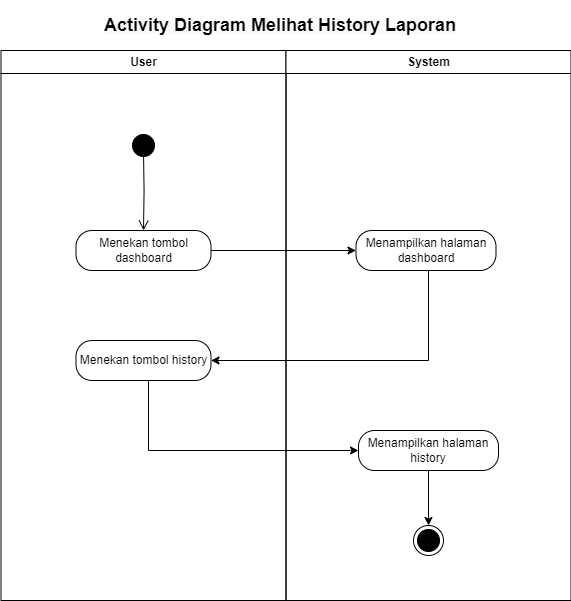 Activity Diagram Melihat History Laporan
User
System
Menekan tombol
dashboard
Menampilkan halaman
dashboard
Menekan tombol history
Menampilkan halaman
history